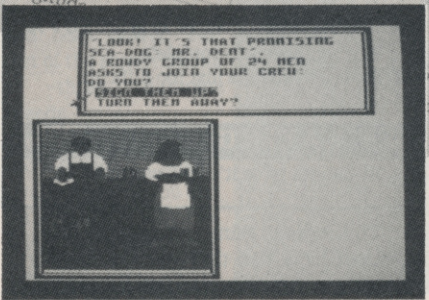 "LOOK! IT'S THAT PROMISING
SEA-DOG: MR. DENT".
A ROWDY GROUP OF 24 MEN
ASKS TO JOIN YOUR CREW:
DO YOU?
SIGN THEM UP?
TURN THEM AWAY?